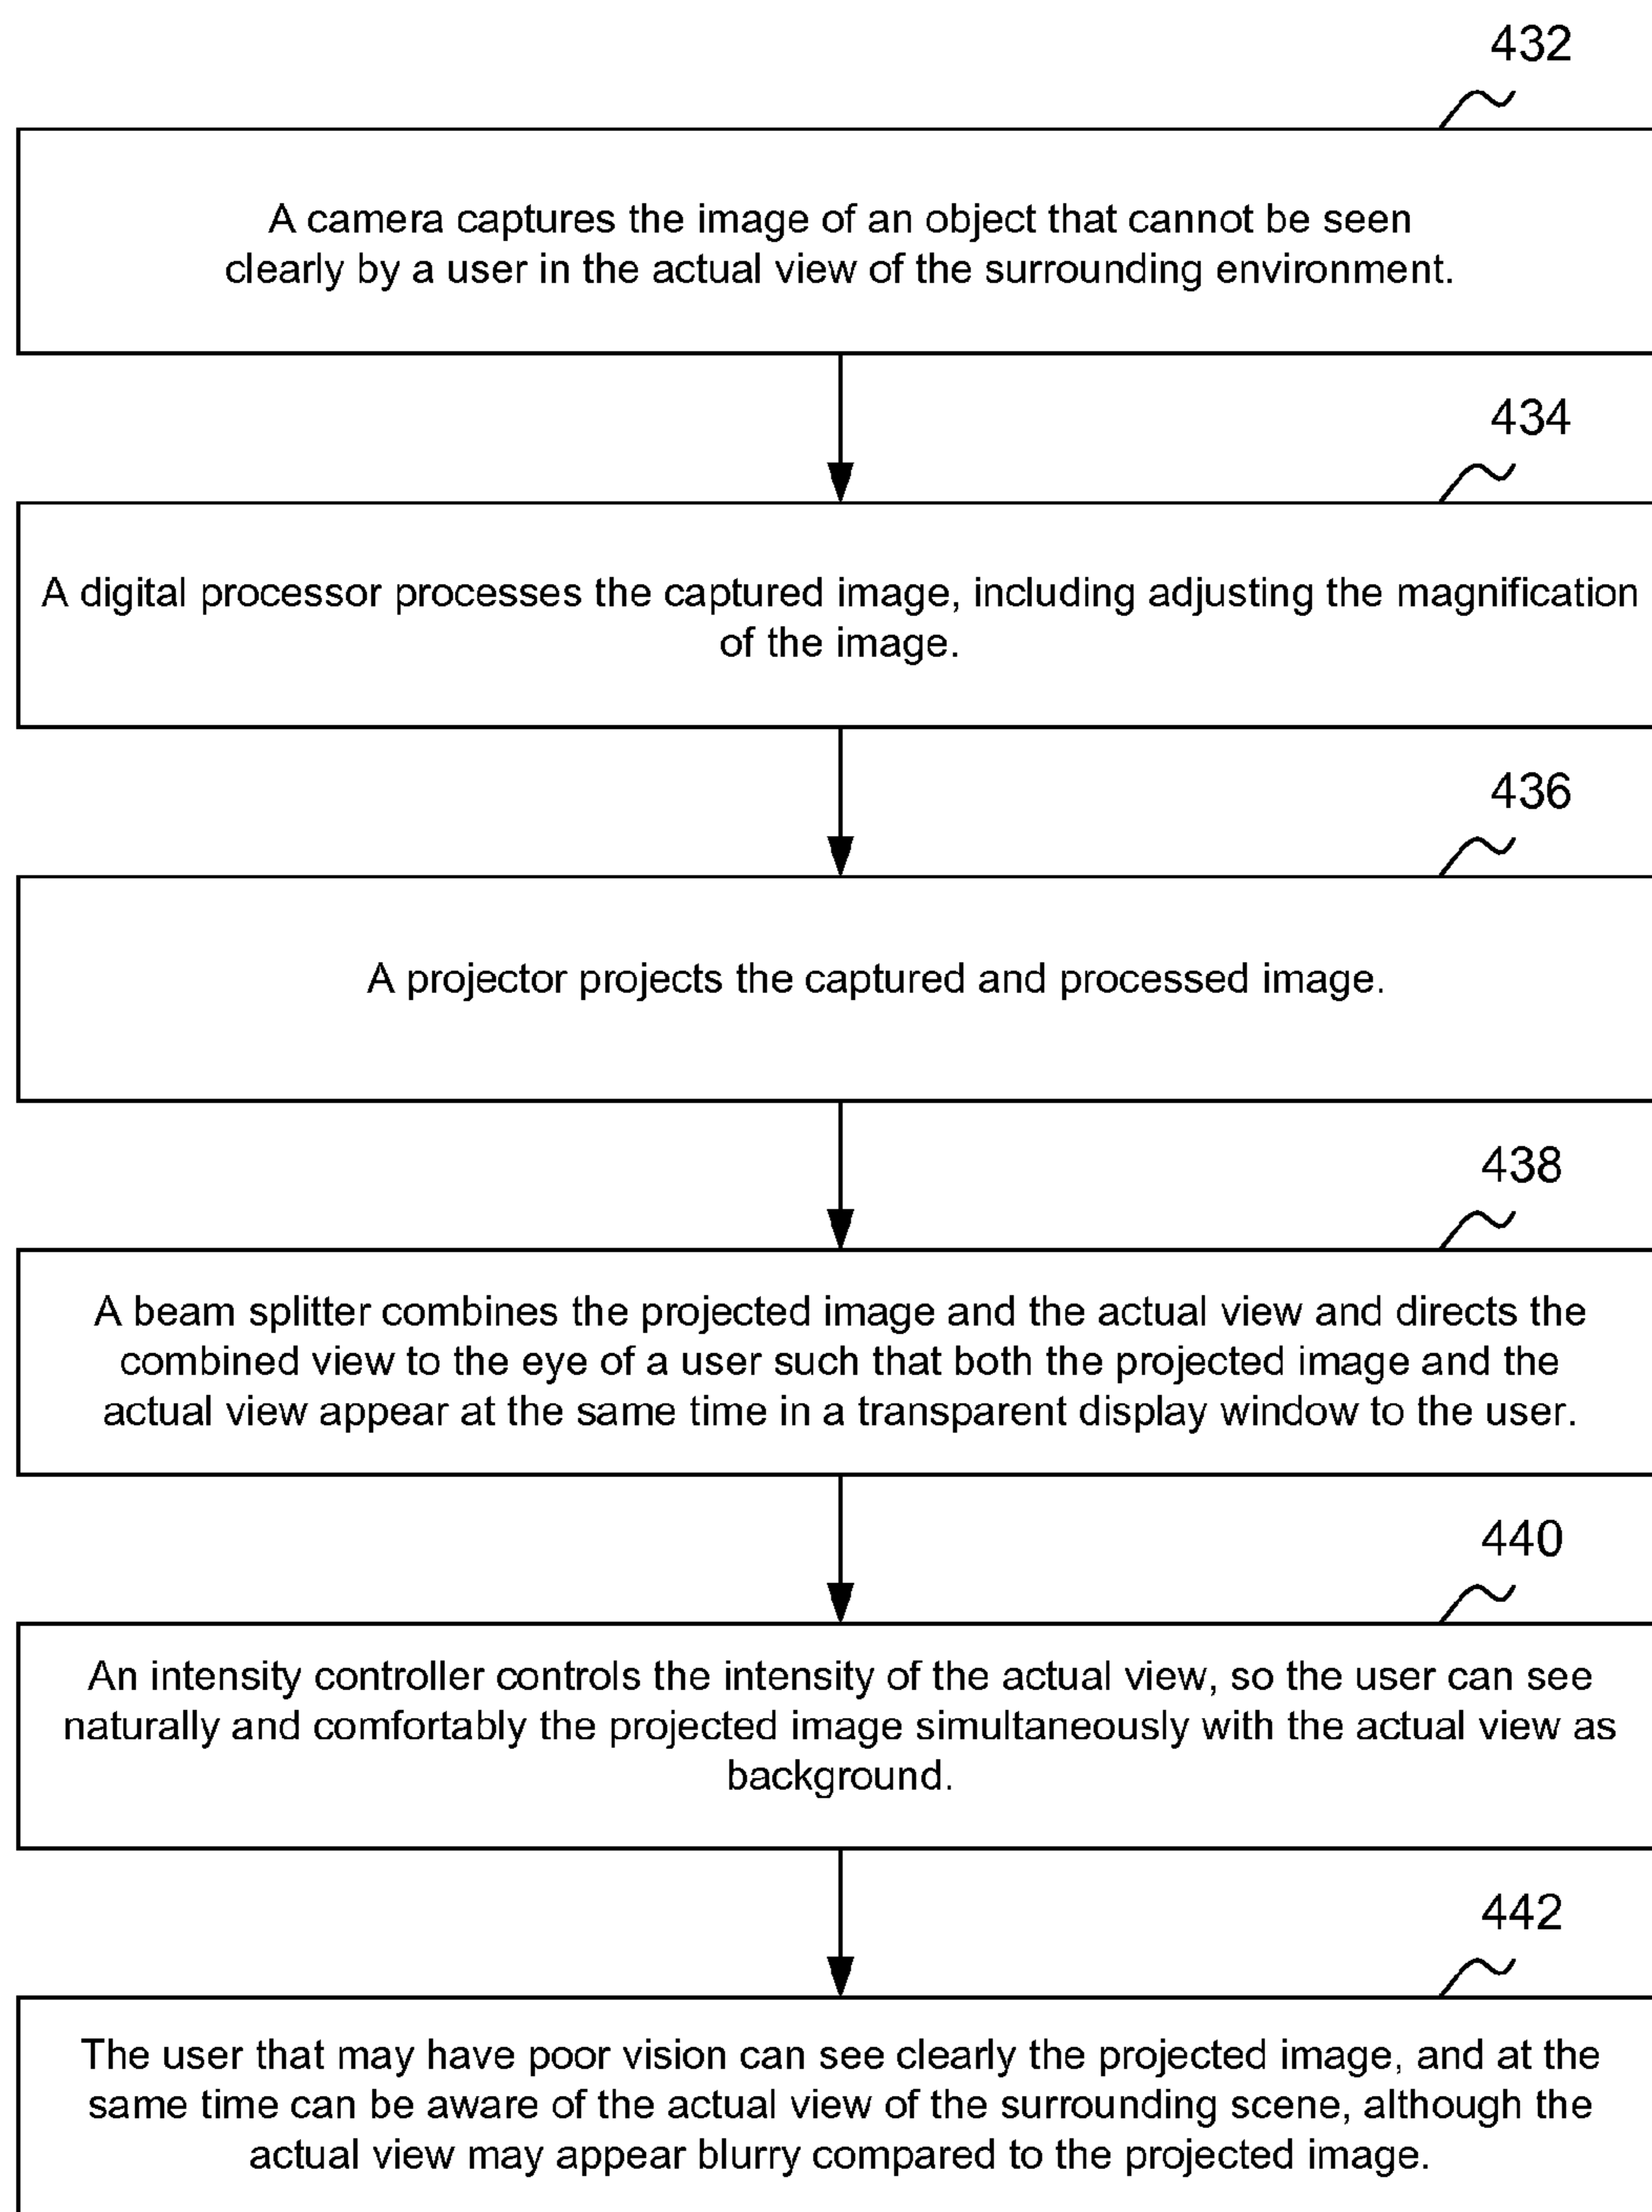 432
A camera captures the image of an object that cannot be seen
clearly by a user in the actual view of the surrounding environment.
434
A digital processor processes the captured image, including adjusting the magnification
of the image.
436
A projector projects the captured and processed image.
438
A beam splitter combines the projected image and the actual view and directs the
combined view to the eye of a user such that both the projected image and the
actual view appear at the same time in a transparent display window to the user.
440
An intensity controller controls the intensity of the actual view, so the user can see
naturally and comfortably the projected image simultaneously with the actual view as
background.
442
The user that may have poor vision can see clearly the projected image, and at the
same time can be aware of the actual view of the surrounding scene, although the
actual view may appear blurry compared to the projected image.